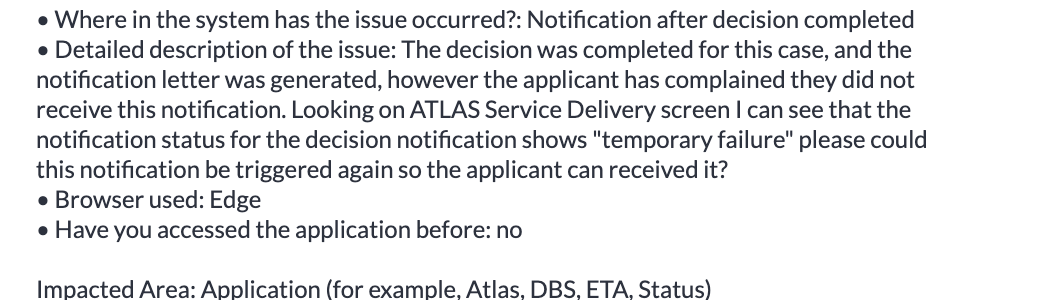 • Where in the system has the issue occurred?: Notification after decision completed
• Detailed description of the issue: The decision was completed for this case, and the
notification letter was generated, however the applicant has complained they did not
receive this notification. Looking on ATLAS Service Delivery screen I can see that the
notification status for the decision notification shows "temporary failure" please could
this notification be triggered again so the applicant can received it?
• Browser used: Edge
• Have you accessed the application before: no
Impacted Area: Application (for example, Atlas, DBS, ETA, Status)